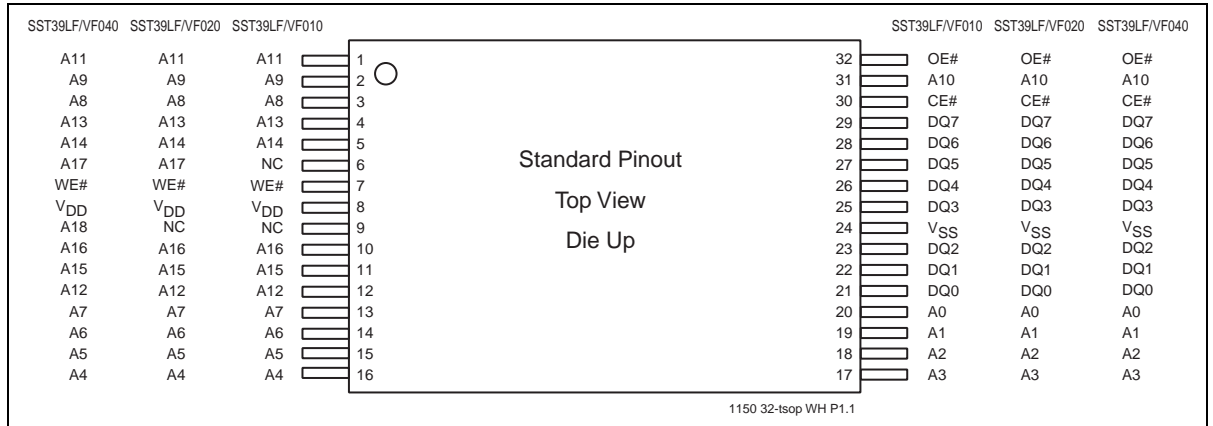 SST39LF/VF040 SST39LF/VF020 SST39LF/VF010 SST39LF/VF010 SST39LF/VF020 SST39LF/VF040
A11 A11 A11 1 32 OE# OE# OE#
A9 A9 A9 2 31 A10 A10 A10
A8 A8 A8 3 30 CE# CE# CE#
A13 A13 A13 4 29 DQ7 DQ7 DQ7
A14 A14 A14 5 28 DQ6 DQ6 DQ6
A17 A17 NC 6 Standard Pinout 27 DQ5 DQ5 DQ5
WE# WE# WE# 7 26 DQ4 DQ4 DQ4
VDD VDD VDD 8 Top View 25 DQ3 DQ3 DQ3
A18 NC NC 9 24 VSS VSS VSS
A16 A16 A16 10 Die Up 23 DQ2 DQ2 DQ2
A15 A15 A15 11 22 DQ1 DQ1 DQ1
A12 A12 A12 12 21 DQ0 DQ0 DQ0
A7 A7 A7 13 20 A0 A0 A0
A6 A6 A6 14 19 A1 A1 A1
A5 A5 A5 15 18 A2 A2 A2
A4 A4 A4 16 17 A3 A3 A3
1150 32-tsop WH P1.1